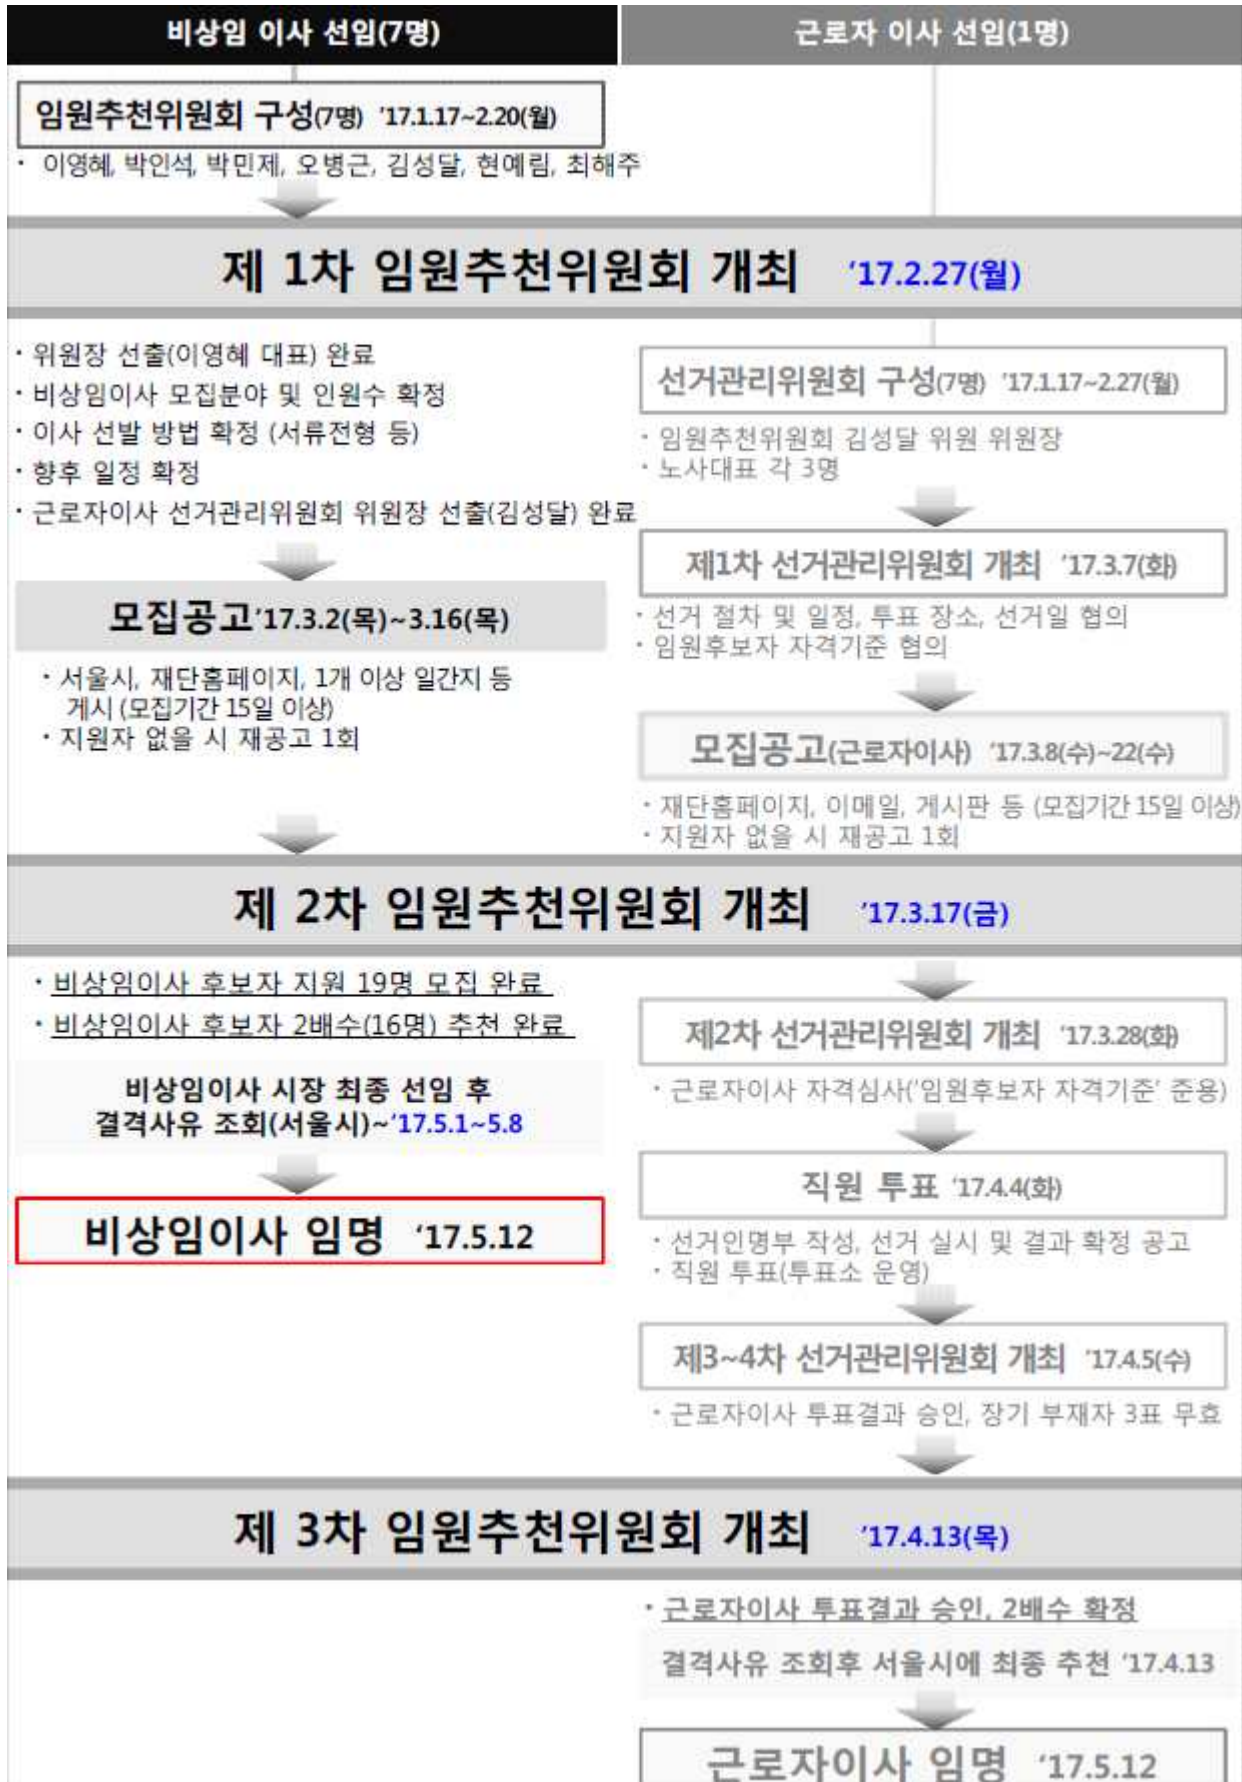 비상임 이사 선임(7명)
근로자 이사 선임(1명)
임원추천위원회 구성(7명) '17.1.17~2.20(월)
· 이영혜, 박인석, 박민제, 오병근, 김성달, 현예림, 최해주
제 1차 임원추천위원회 개최 '17.2.27(월)
· 위원장 선출(이영혜 대표) 완료
· 비상임이사 모집분야 및 인원수 확정
· 이사 선발 방법 확정 (서류전형 등)
· 향후 일정 확정
· 근로자이사 선거관리위원회 위원장 선출(김성달) 완료
모집공고'17.3.2(목)~3.16(목)
· 서울시, 재단홈페이지, 1개 이상 일간지 등
게시 (모집기간 15일 이상)
· 지원자 없을 시 재공고 1회
선거관리위원회 구성(7명) '17.1.17~2.27(월)
· 임원추천위원회 김성달 위원 위원장
· 노사대표 각 3명
제1차 선거관리위원회 개최 '17.3.7(화)
· 선거 절차 및 일정, 투표 장소, 선거일 협의
· 임원후보자 자격기준 협의
모집공고(근로자이사) '17.3.8(수)~22(수)
· 재단홈페이지, 이메일, 게시판 등 (모집기간 15일 이상)
· 지원자 없을 시 재공고 1회
제 2차 임원추천위원회 개최 '17.3.17(금)
· 비상임이사 후보자 지원 19명 모집 완료
· 비상임이사 후보자 2배수(16명) 추천 완료
비상임이사 시장 최종 선임 후
결격사유 조회(서울시)~'17.5.1~5.8
비상임이사 임명 '17.5.12
제2차 선거관리위원회 개최 '17.3.28(화)
· 근로자이사 자격심사('임원후보자 자격기준' 준용)
직원 투표 '17.4.4(화)
· 선거인명부 작성, 선거 실시 및 결과 확정 공고
· 직원 투표(투표소 운영)
제3~4차 선거관리위원회 개최 '17.4.5(수)
· 근로자이사 투표결과 승인, 장기 부재자 3표 무효
제 3차 임원추천위원회 개최 '17.4.13(목)
· 근로자이사 투표결과 승인, 2배수 확정
결격사유 조회후 서울시에 최종 추천 '17.4.13
근로자이사 임명 '17.5.12